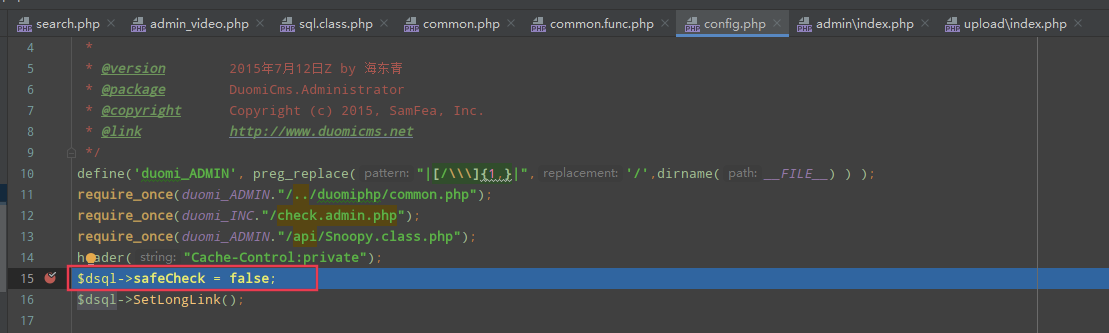 search.php admin_video.php sql.class.php common.php common.func.php config.php admin\index.php upload\index.php
4 *
5 * @version 2015年7月12日Z by 海东青
6 * @package DuomiCms.Administrator
7 * @copyright Copyright (c) 2015, SamFea, Inc.
8 * @link http://www.duomicms.net
9 */
10 define('duomi_ADMIN', preg_replace( pattern: "|[/\\\]{1,}|", replacement: '/',dirname( path: __FILE__) ) );
11 require_once(duomi_ADMIN."/../duomiphp/common.php");
12 require_once(duomi_INC."/check.admin.php");
13 require_once(duomi_ADMIN."/api/Snoopy.class.php");
14 header( string: "Cache-Control:private");
15 $dsql->safeCheck = false;
16 $dsql->SetLongLink();
17